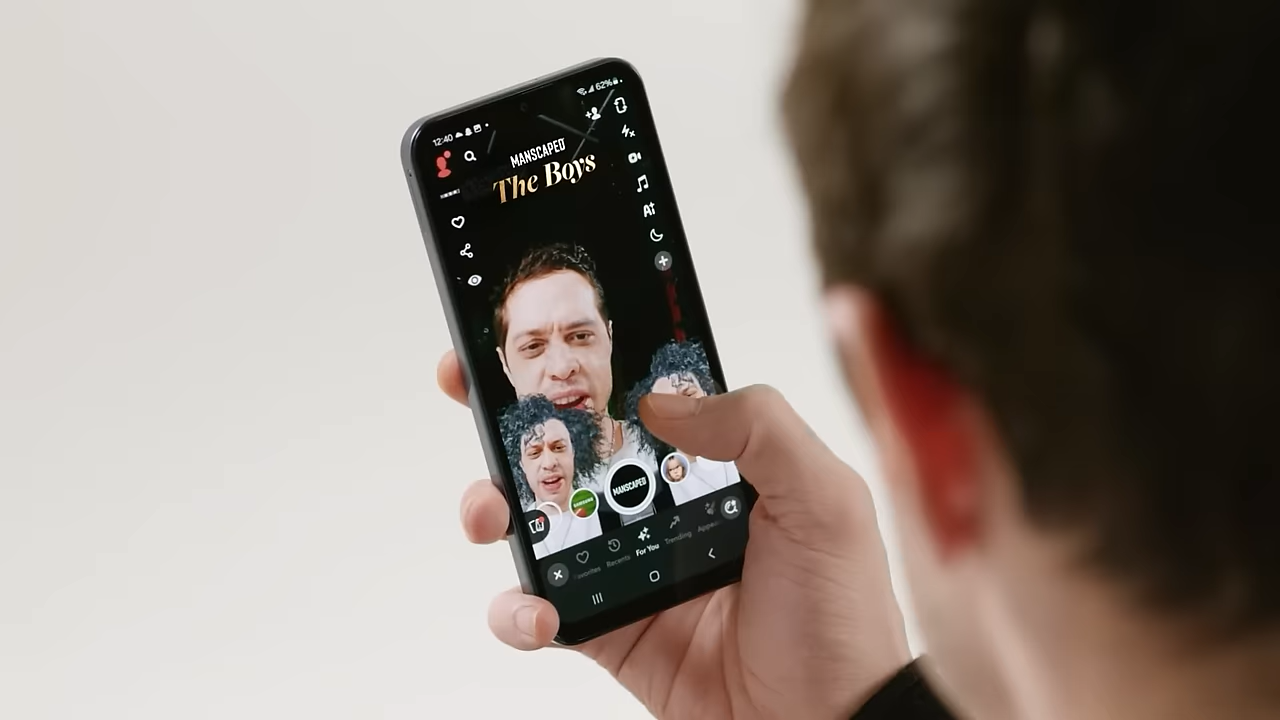 12:40
62%
MANSCAPED
The Boys
MANSCAPED
Favorites
Recents
For You
Trending